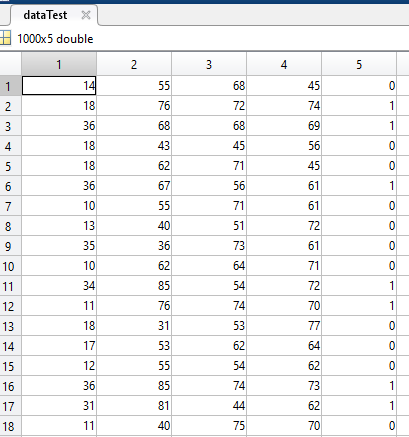 dataTest
1000x5 double
1 2 3 4 5
1 14 55 68 45 0
2 18 76 72 74 1
3 36 68 68 69 1
4 18 43 45 56 0
5 18 62 71 45 0
6 36 67 56 61 1
7 10 55 71 61 0
8 13 40 51 72 0
9 35 36 73 61 0
10 10 62 64 71 0
11 34 85 54 72 1
12 11 76 74 70 1
13 18 31 53 77 0
14 17 53 62 64 0
15 12 55 54 62 0
16 36 85 74 73 1
17 31 81 44 62 1
18 11 40 75 70 0